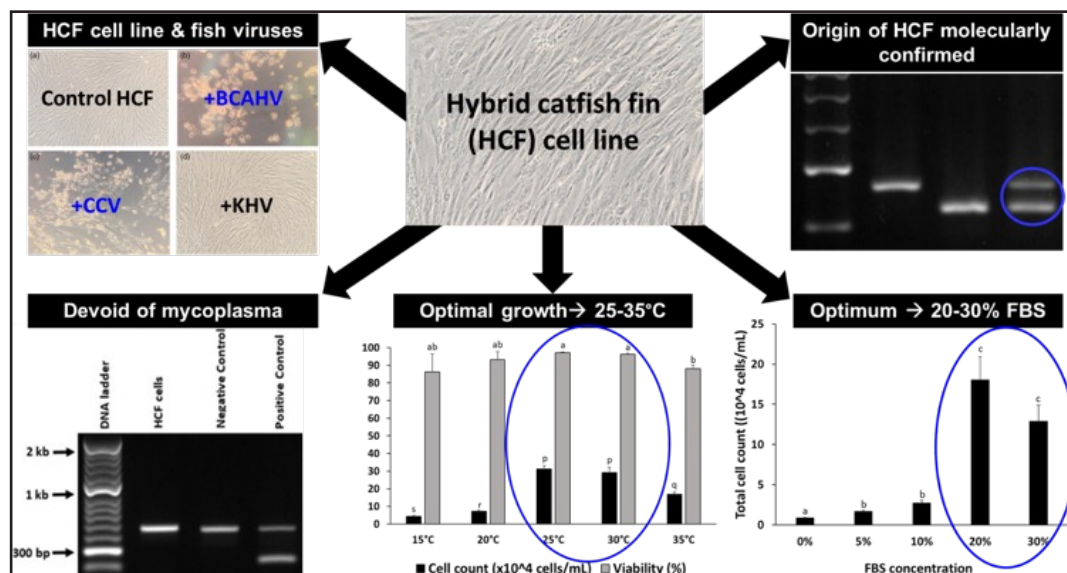 HCF cell line & fish viruses
(a)
Control HCF
(b)
+BCAHV
(c)
+CCV
(d)
+KHV
Hybrid catfish fin
(HCF) cell line
Origin of HCF molecularly
confirmed
Devoid of mycoplasma
DNA ladder
HCF cells
Negative Control
Positive Control
2 kb
1 kb
300 bp
Optimal growth→ 25-35°C
100
90
80
70
60
50
40
30
20
10
0
ab
ab
a
a
b
s
r
p
p
q
15°C
20°C
25°C
30°C
35°C
Cell count (x10^4 cells/mL)
Viability (%)
Optimum → 20-30% FBS
Total cell count ((10^4 cells/mL)
25
20
15
10
5
0
a
b
b
c
c
0%
5%
10%
20%
30%
FBS concentration